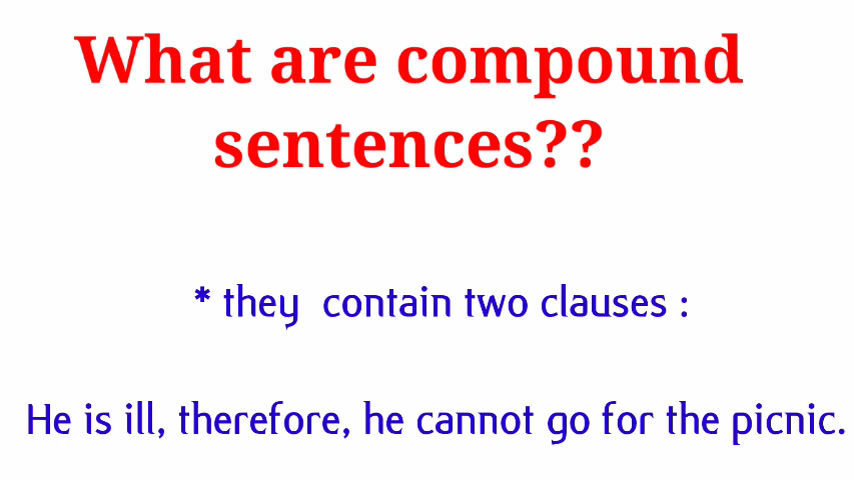 What are compound
sentences??
* they contain two clauses :
He is ill, therefore, he cannot go for the picnic.